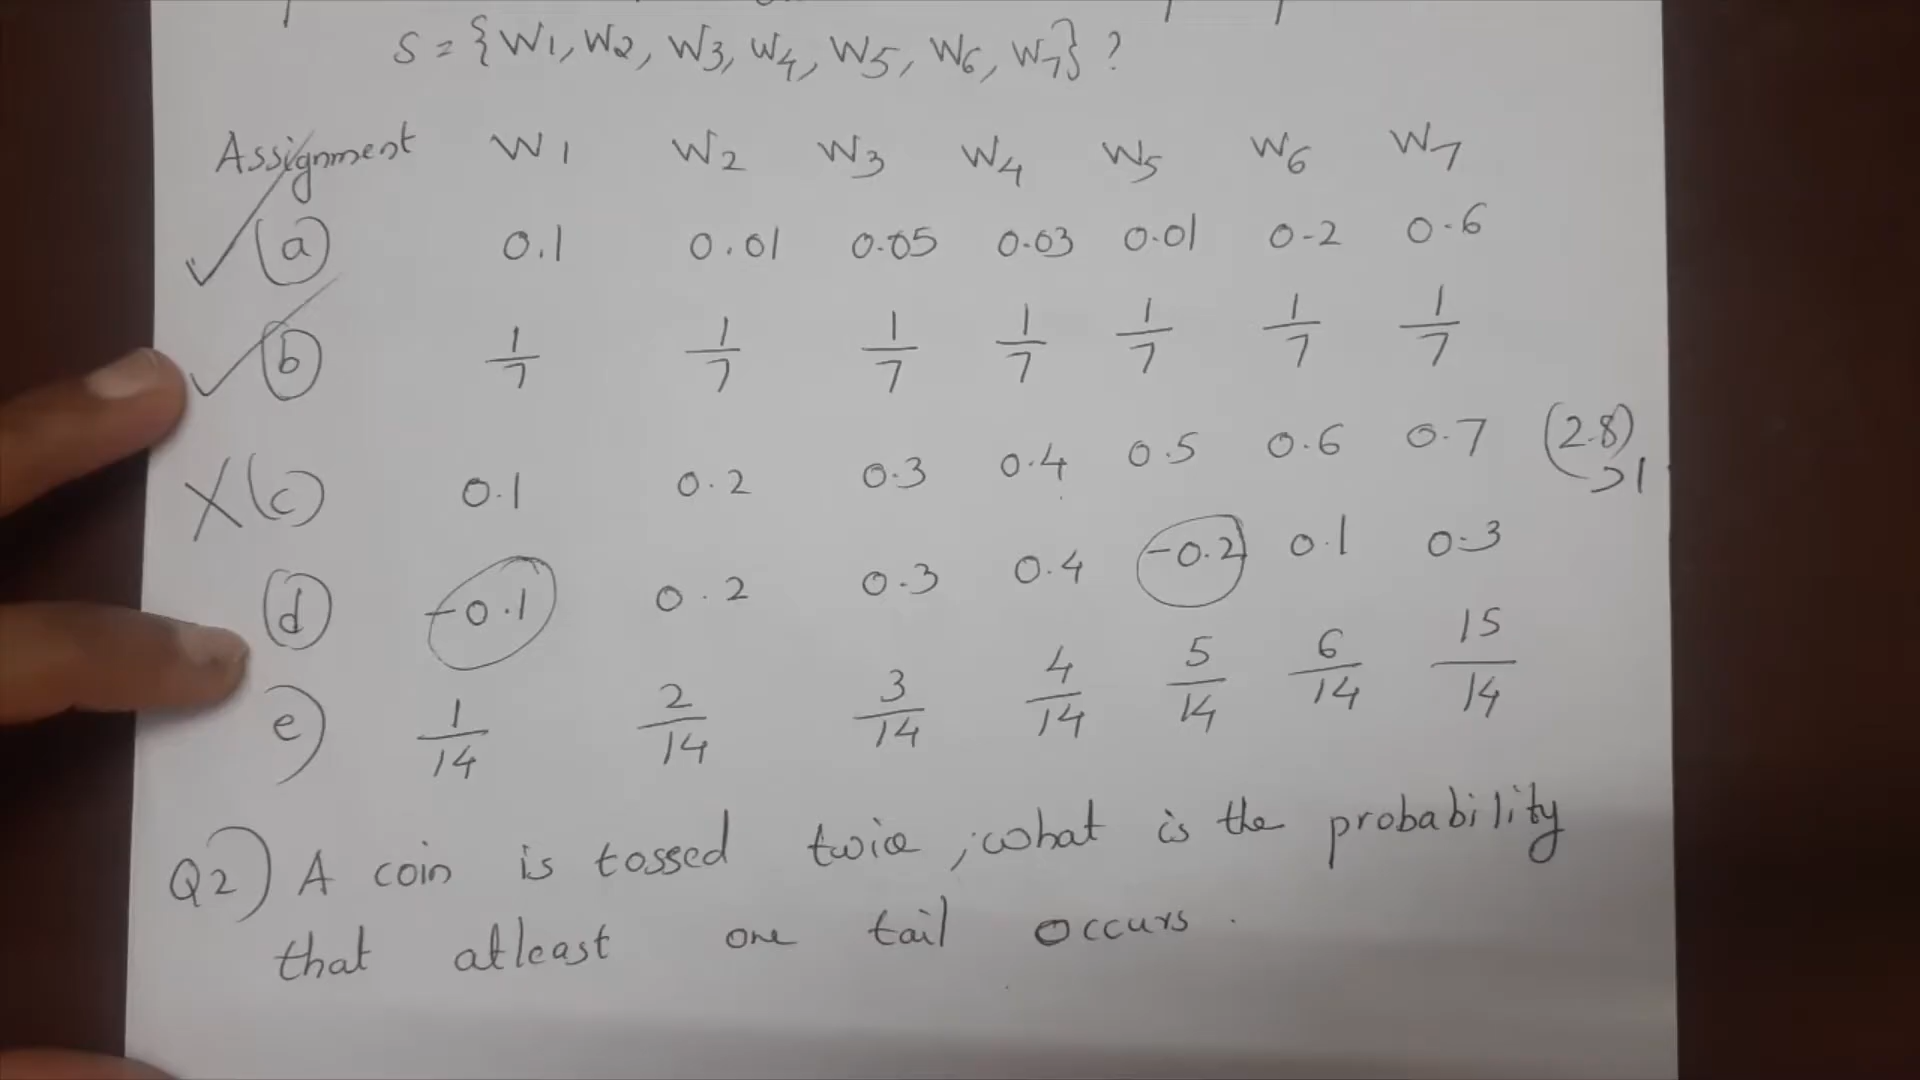 S = {W1, W2, W3, W4, W5, W6, W7} ?
Assignment W1 W2 W3 W4 W5 W6 W7
✓ (a) 0.1 0.01 0.05 0.03 0.01 0.2 0.6
✓ (b) 1/7 1/7 1/7 1/7 1/7 1/7 1/7
X (c) 0.1 0.2 0.3 0.4 0.5 0.6 0.7 (2.8) >1
(d) -0.1 0.2 0.3 0.4 -0.2 0.1 0.3
e) 1/14 2/14 3/14 4/14 5/14 6/14 15/14
Q2) A coin is tossed twice, what is the probability
that atleast one tail occurs.